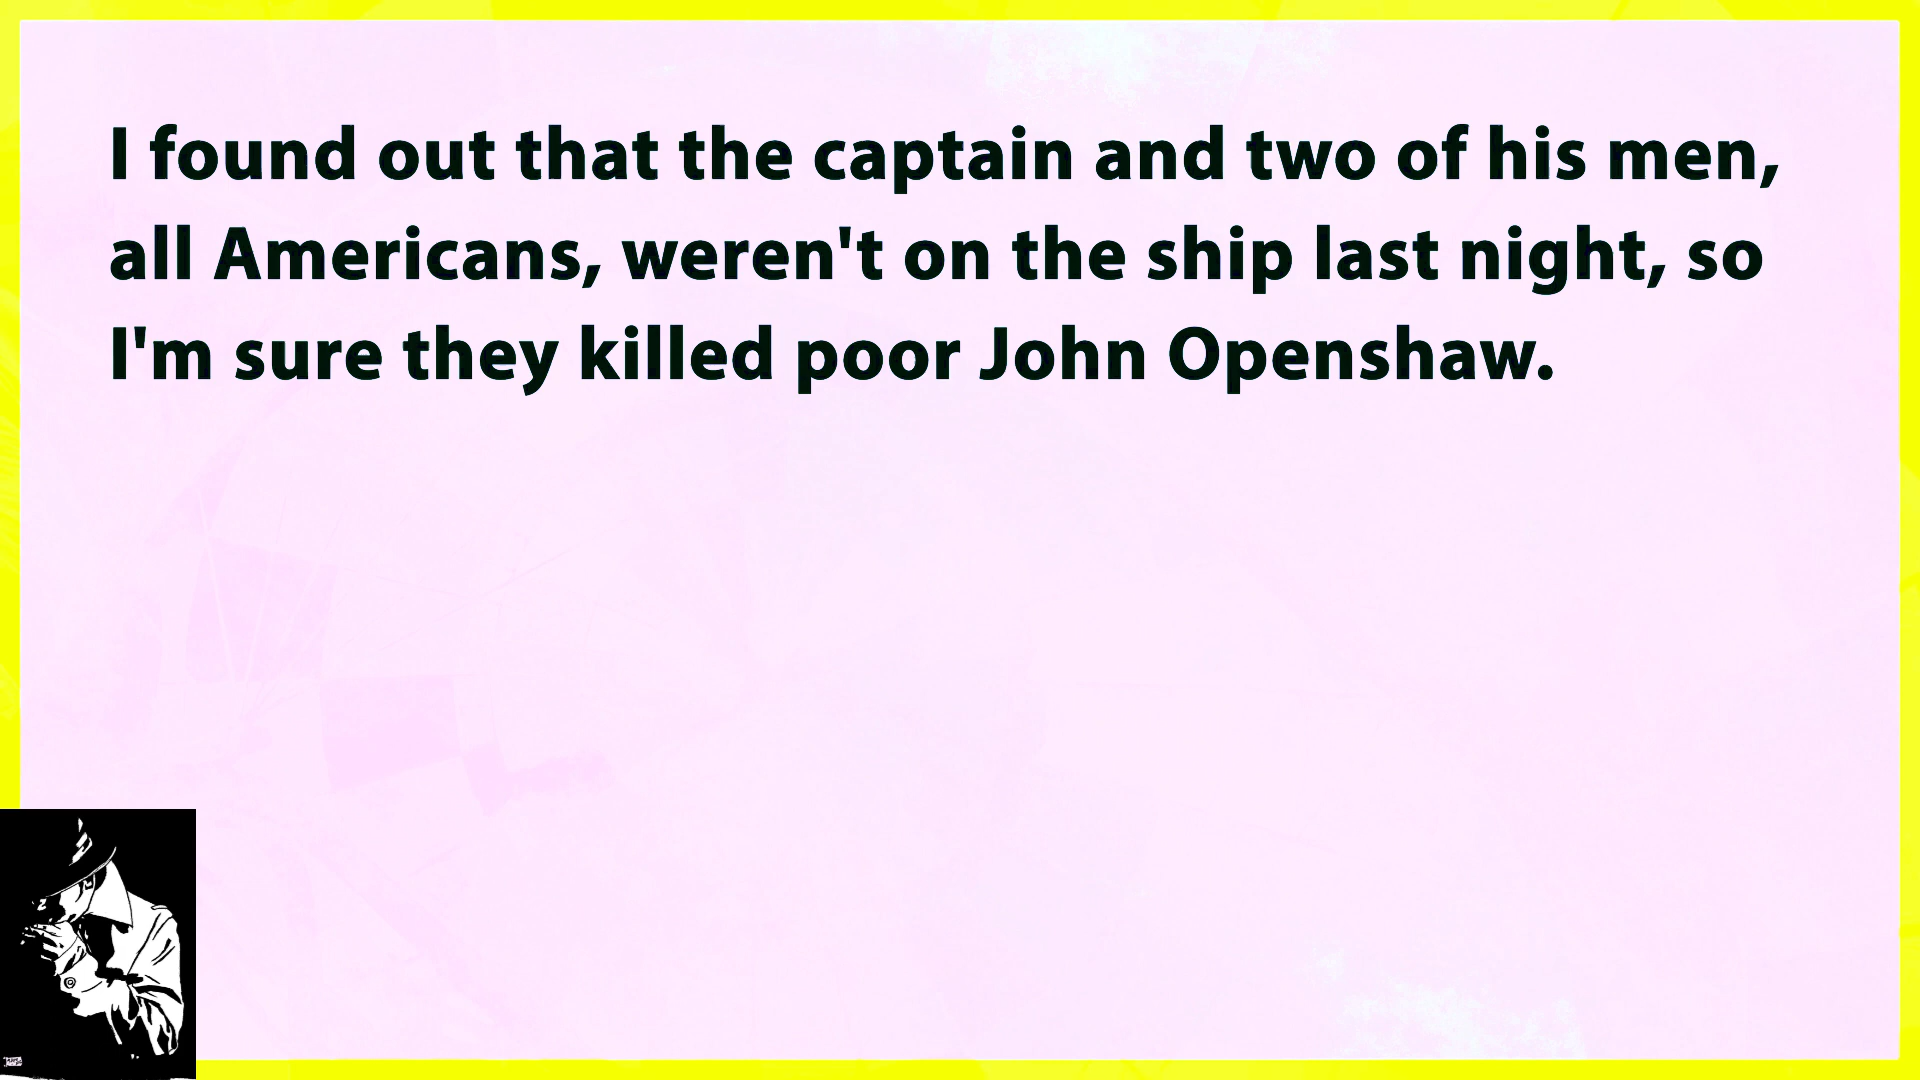 I found out that the captain and two of his men,
all Americans, weren't on the ship last night, so
I'm sure they killed poor John Openshaw.